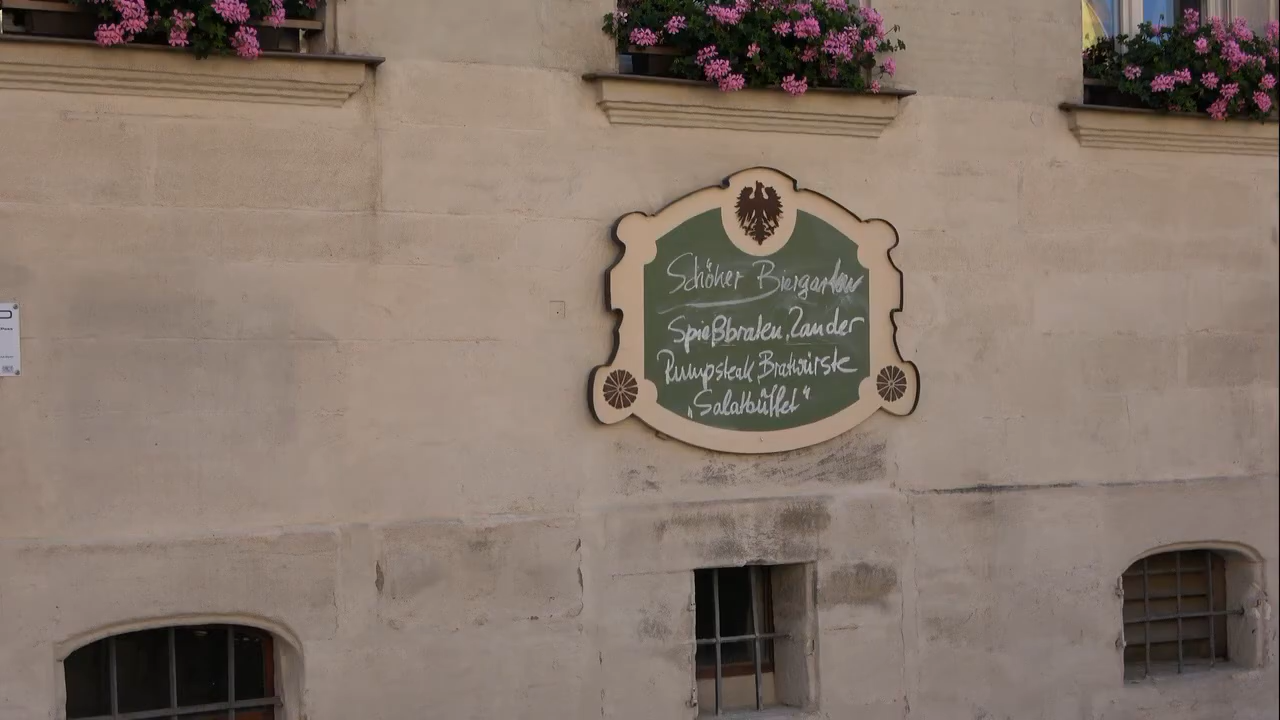 Schöner Biergarten
Spießbraten, Zander
Rumpsteak, Bratwürste
„Salatbüffet"